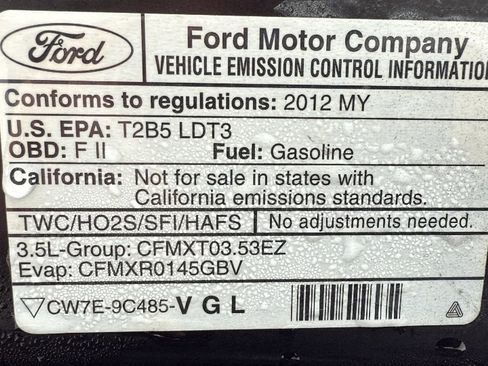 Ford
Ford Motor Company
VEHICLE EMISSION CONTROL INFORMATION
Conforms to regulations: 2012 MY
U.S. EPA: T2B5 LDT3
OBD: F II Fuel: Gasoline
California: Not for sale in states with
California emissions standards.
TWC/HO2S/SFI/HAFS No adjustments needed.
3.5L-Group: CFMXT03.53EZ
Evap: CFMXR0145GBV
CW7E-9C485-V G L